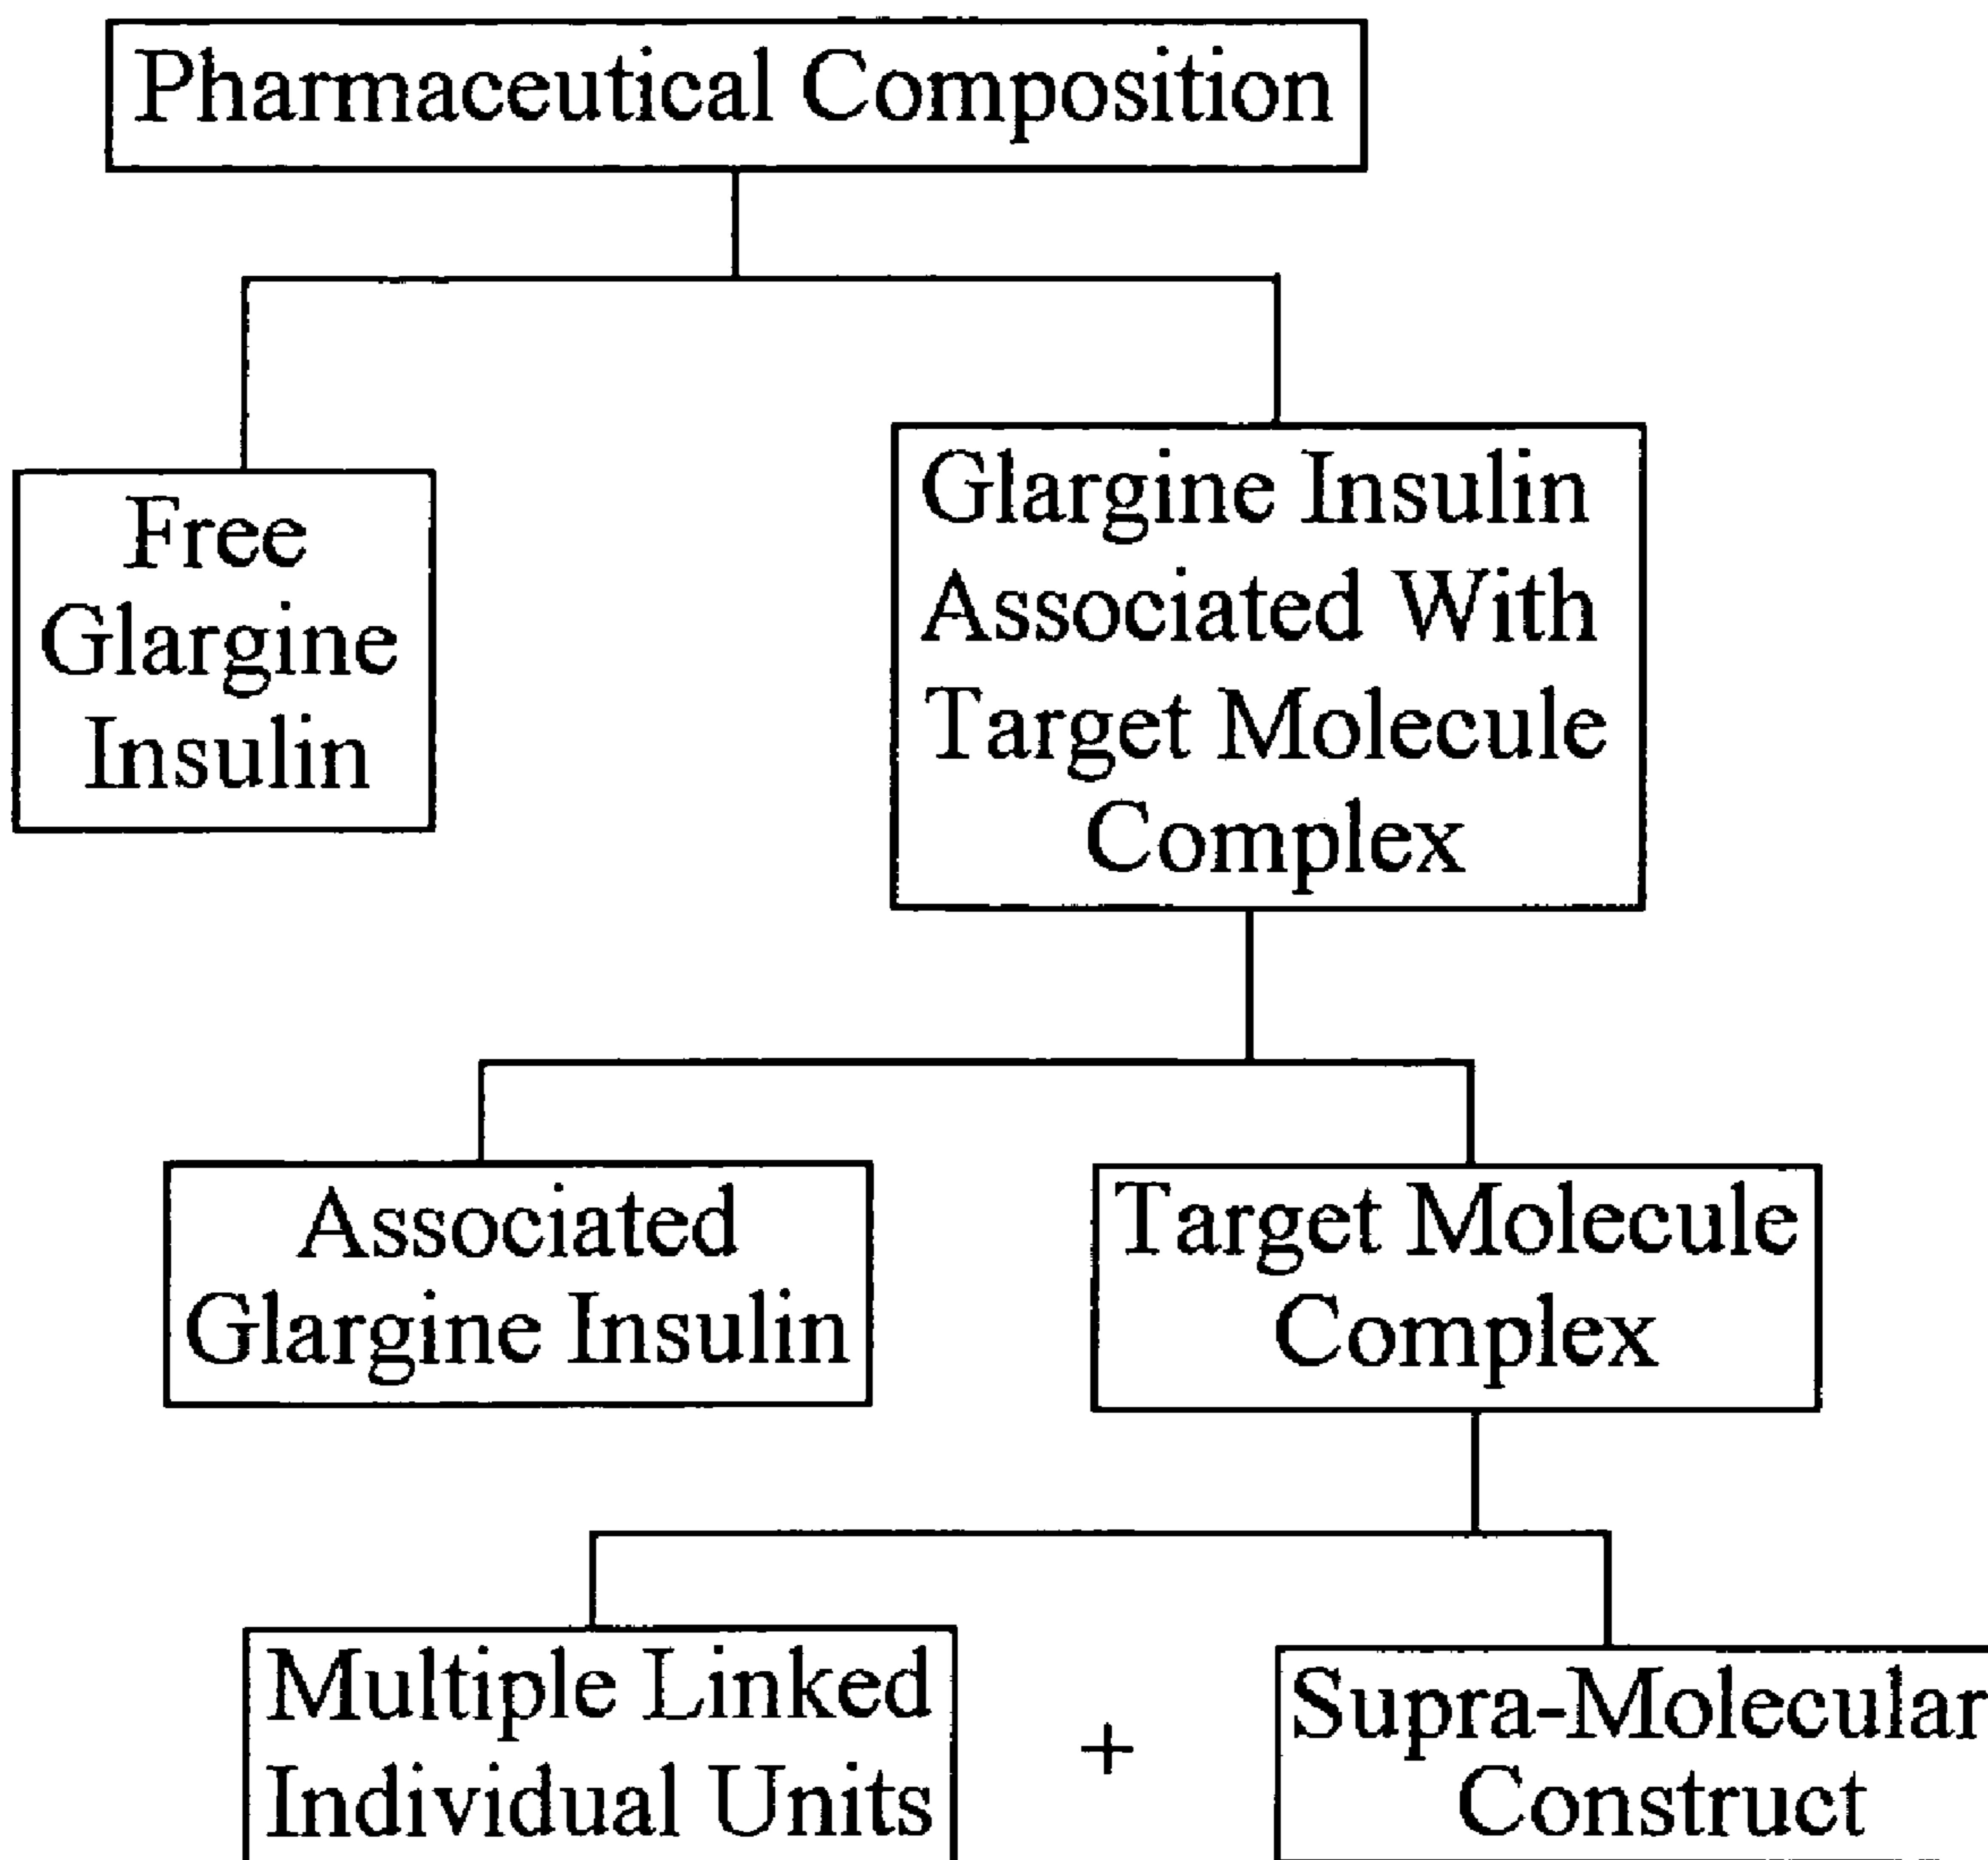 Pharmaceutical Composition
Free
Glargine
Insulin
Glargine Insulin
Associated With
Target Molecule
Complex
Associated
Glargine Insulin
Target Molecule
Complex
Multiple Linked
Individual Units
+
Supra-Molecular
Construct